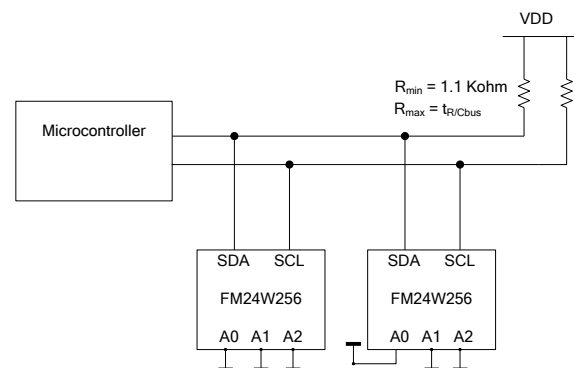 VDD
Rmin = 1.1 Kohm
Rmax = tR/Cbus
Microcontroller
SDA SCL
SDA SCL
FM24W256
FM24W256
A0 A1 A2
A0 A1 A2